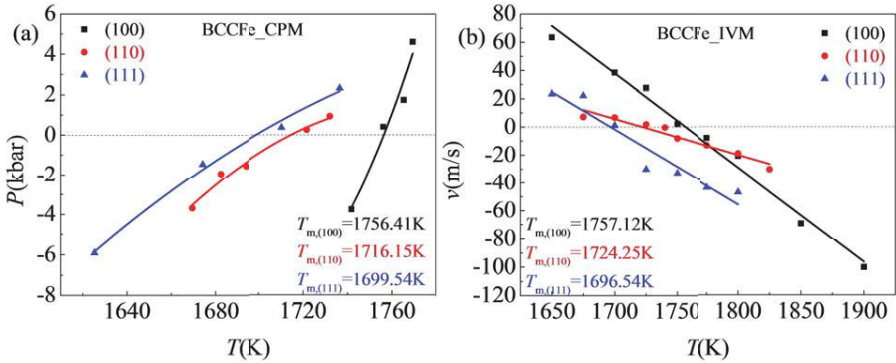 (a)
(100)
(110)
(111)
BCCFe_CPM
8
6
4
2
0
-2
-4
-6
-8
P(kbar)
Tm,(100)=1756.41K
Tm,(110)=1716.15K
Tm,(111)=1699.54K
1640 1680 1720 1760
T(K)
(b)
(100)
(110)
(111)
BCCFe_IVM
80
60
40
20
0
-20
-40
-60
-80
-100
-120
v(m/s)
Tm,(100)=1757.12K
Tm,(110)=1724.25K
Tm,(111)=1696.54K
1650 1700 1750 1800 1850 1900
T(K)